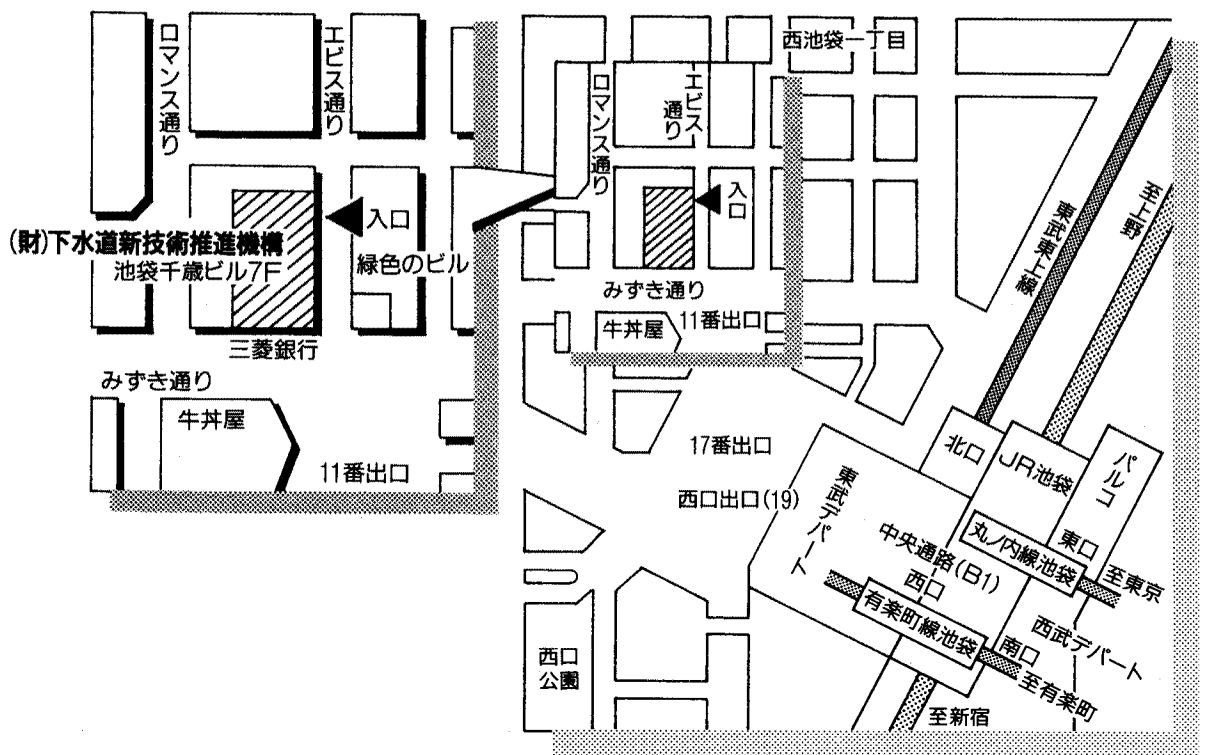 ロマンス通り
エビス通り
入口
(財)下水道新技術推進機構
池袋千歳ビル7F
緑色のビル
三菱銀行
みずき通り
牛丼屋
11番出口
西池袋一丁目
ロマンス通り
エビス
通り
入口
みずき通り
牛丼屋
11番出口
東武東上線
至上野
17番出口
西口出口(19)
東武デパート
北口
JR池袋
パルコ
中央通路(B1)
西口
丸ノ内線池袋
東口
至東京
有楽町線池袋
南口
西武デパート
至有楽町
至新宿
西口
公園